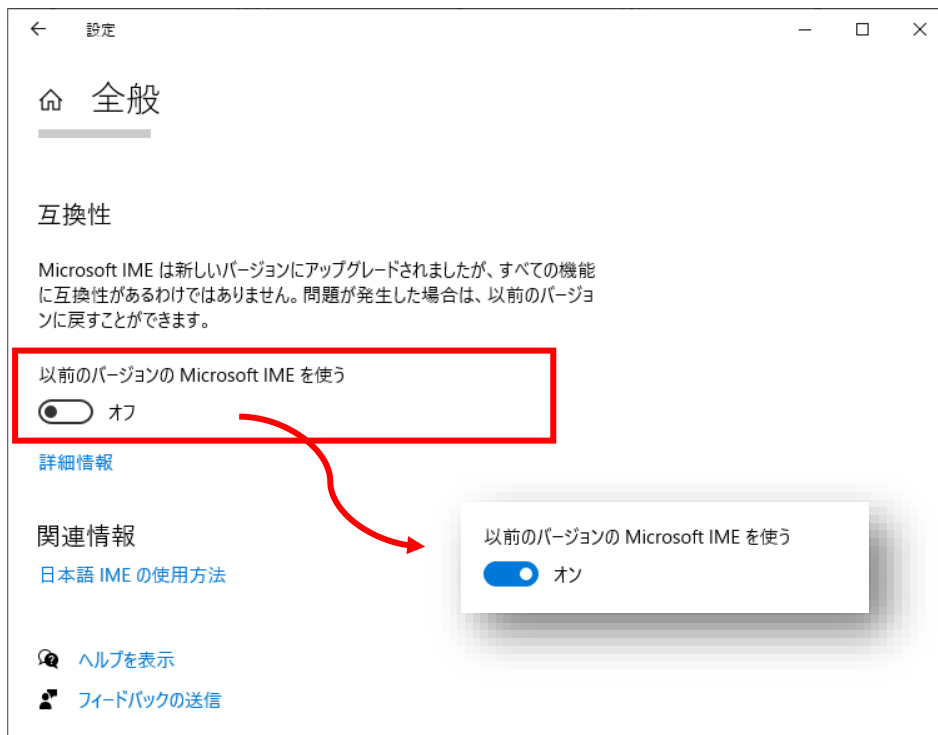 設定
全般
互換性
Microsoft IME は新しいバージョンにアップグレードされましたが、すべての機能
に互換性があるわけではありません。問題が発生した場合は、以前のバージョ
ンに戻すことができます。
以前のバージョンの Microsoft IME を使う
オフ
詳細情報
関連情報
日本語 IME の使用方法
以前のバージョンの Microsoft IME を使う
オン
ヘルプを表示
フィードバックの送信